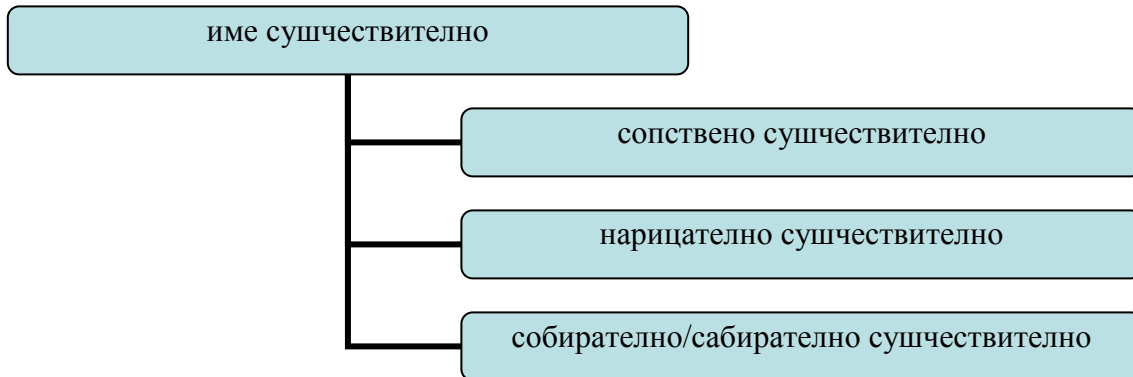 име сушчествително
сопствено сушчествително
нарицателно сушчествително
собирателно/сабирателно сушчествително